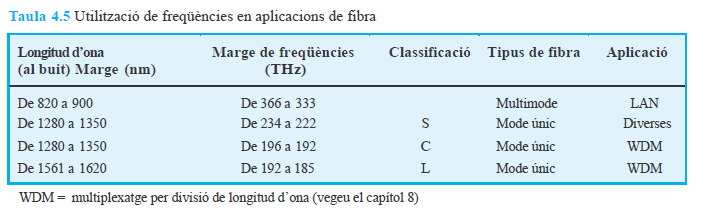 Taula 4.5 Utilització de freqüències en aplicacions de fibra
Longitud d'ona Marge de freqüències Classificació Tipus de fibra Aplicació
(al buit) Marge (nm) (THz)
De 820 a 900 De 366 a 333 Multimode LAN
De 1280 a 1350 De 234 a 222 S Mode únic Diverses
De 1280 a 1350 De 196 a 192 C Mode únic WDM
De 1561 a 1620 De 192 a 185 L Mode únic WDM
WDM = multiplexatge per divisió de longitud d'ona (vegeu el capítol 8)